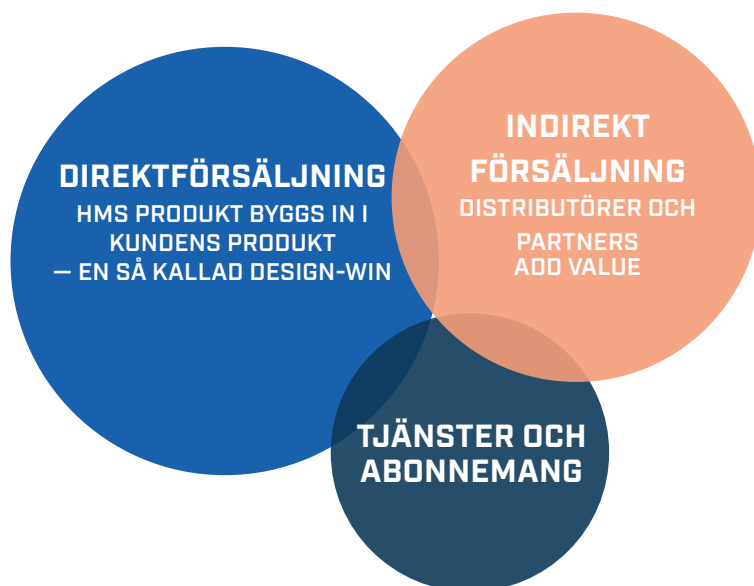 DIREKTFÖRSÄLJNING
HMS PRODUKT BYGGS IN I
KUNDENS PRODUKT
— EN SÅ KALLAD DESIGN-WIN
INDIREKT
FÖRSÄLJNING
DISTRIBUTÖRER OCH
PARTNERS
ADD VALUE
TJÄNSTER OCH
ABONNEMANG